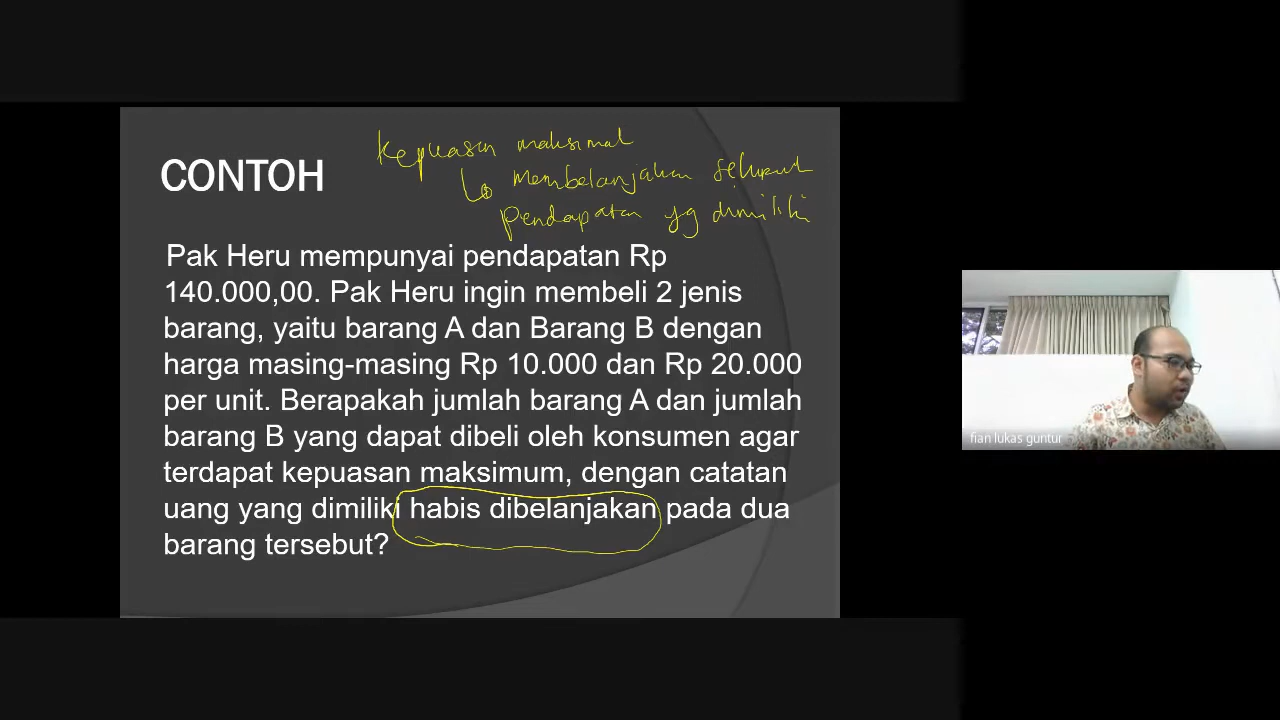 Kepuasan maksimal
CONTOH
membelanjakan seluruh
pendapatan yg dimiliki
Pak Heru mempunyai pendapatan Rp
140.000,00. Pak Heru ingin membeli 2 jenis
barang, yaitu barang A dan Barang B dengan
harga masing-masing Rp 10.000 dan Rp 20.000
per unit. Berapakah jumlah barang A dan jumlah
barang B yang dapat dibeli oleh konsumen agar
terdapat kepuasan maksimum, dengan catatan
uang yang dimiliki habis dibelanjakan pada dua
barang tersebut?
fian lukas guntur